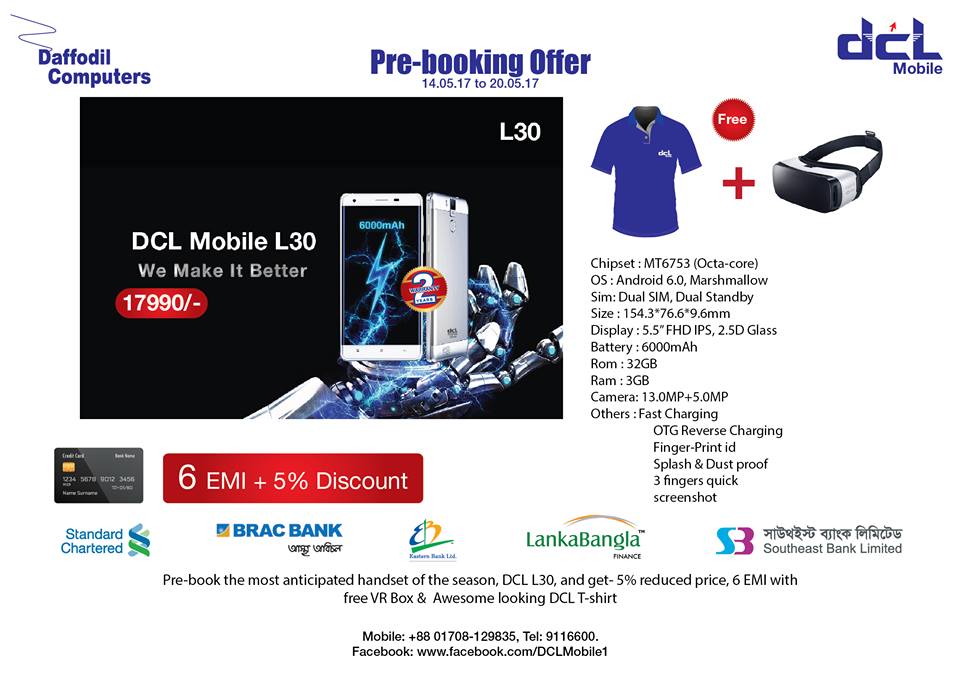 Daffodil
Computers
Pre-booking Offer
14.05.17 to 20.05.17
dcl
Mobile
L30
DCL Mobile L30
We Make It Better
17990/-
6000mAh
2
WARRANTY
YEARS
dcl
Free
dcl
+
Chipset : MT6753 (Octa-core)
OS : Android 6.0, Marshmallow
Sim: Dual SIM, Dual Standby
Size : 154.3*76.6*9.6mm
Display : 5.5” FHD IPS, 2.5D Glass
Battery : 6000mAh
Rom : 32GB
Ram : 3GB
Camera: 13.0MP+5.0MP
Others : Fast Charging
OTG Reverse Charging
Finger-Print id
Splash & Dust proof
3 fingers quick
screenshot
Credit Card Bank Name
1234 5678 9012 3456
Name Surname
6 EMI + 5% Discount
Standard
Chartered
BRAC BANK
Eastern Bank Ltd.
LankaBangla™
FINANCE
সাউথইস্ট ব্যাংক লিমিটেড
Southeast Bank Limited
Pre-book the most anticipated handset of the season, DCL L30, and get- 5% reduced price, 6 EMI with
free VR Box & Awesome looking DCL T-shirt
Mobile: +88 01708-129835, Tel: 9116600.
Facebook: www.facebook.com/DCLMobile1